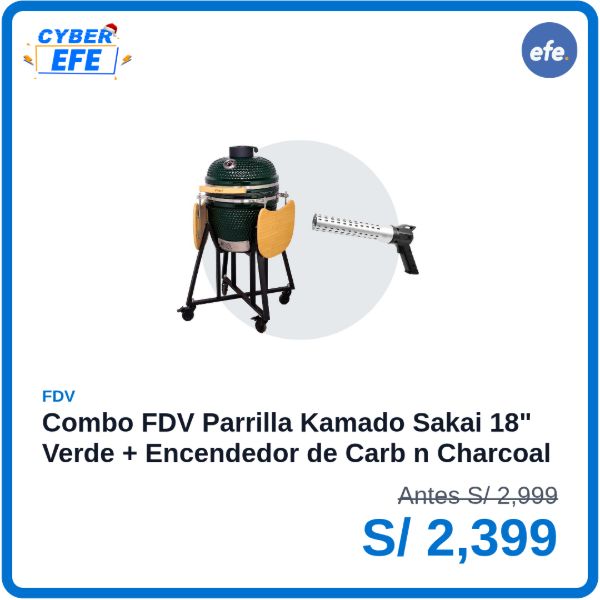 CYBER
EFE
efe.
FDV
Combo FDV Parrilla Kamado Sakai 18"
Verde + Encendedor de Carb n Charcoal
Antes S/ 2,999
S/ 2,399